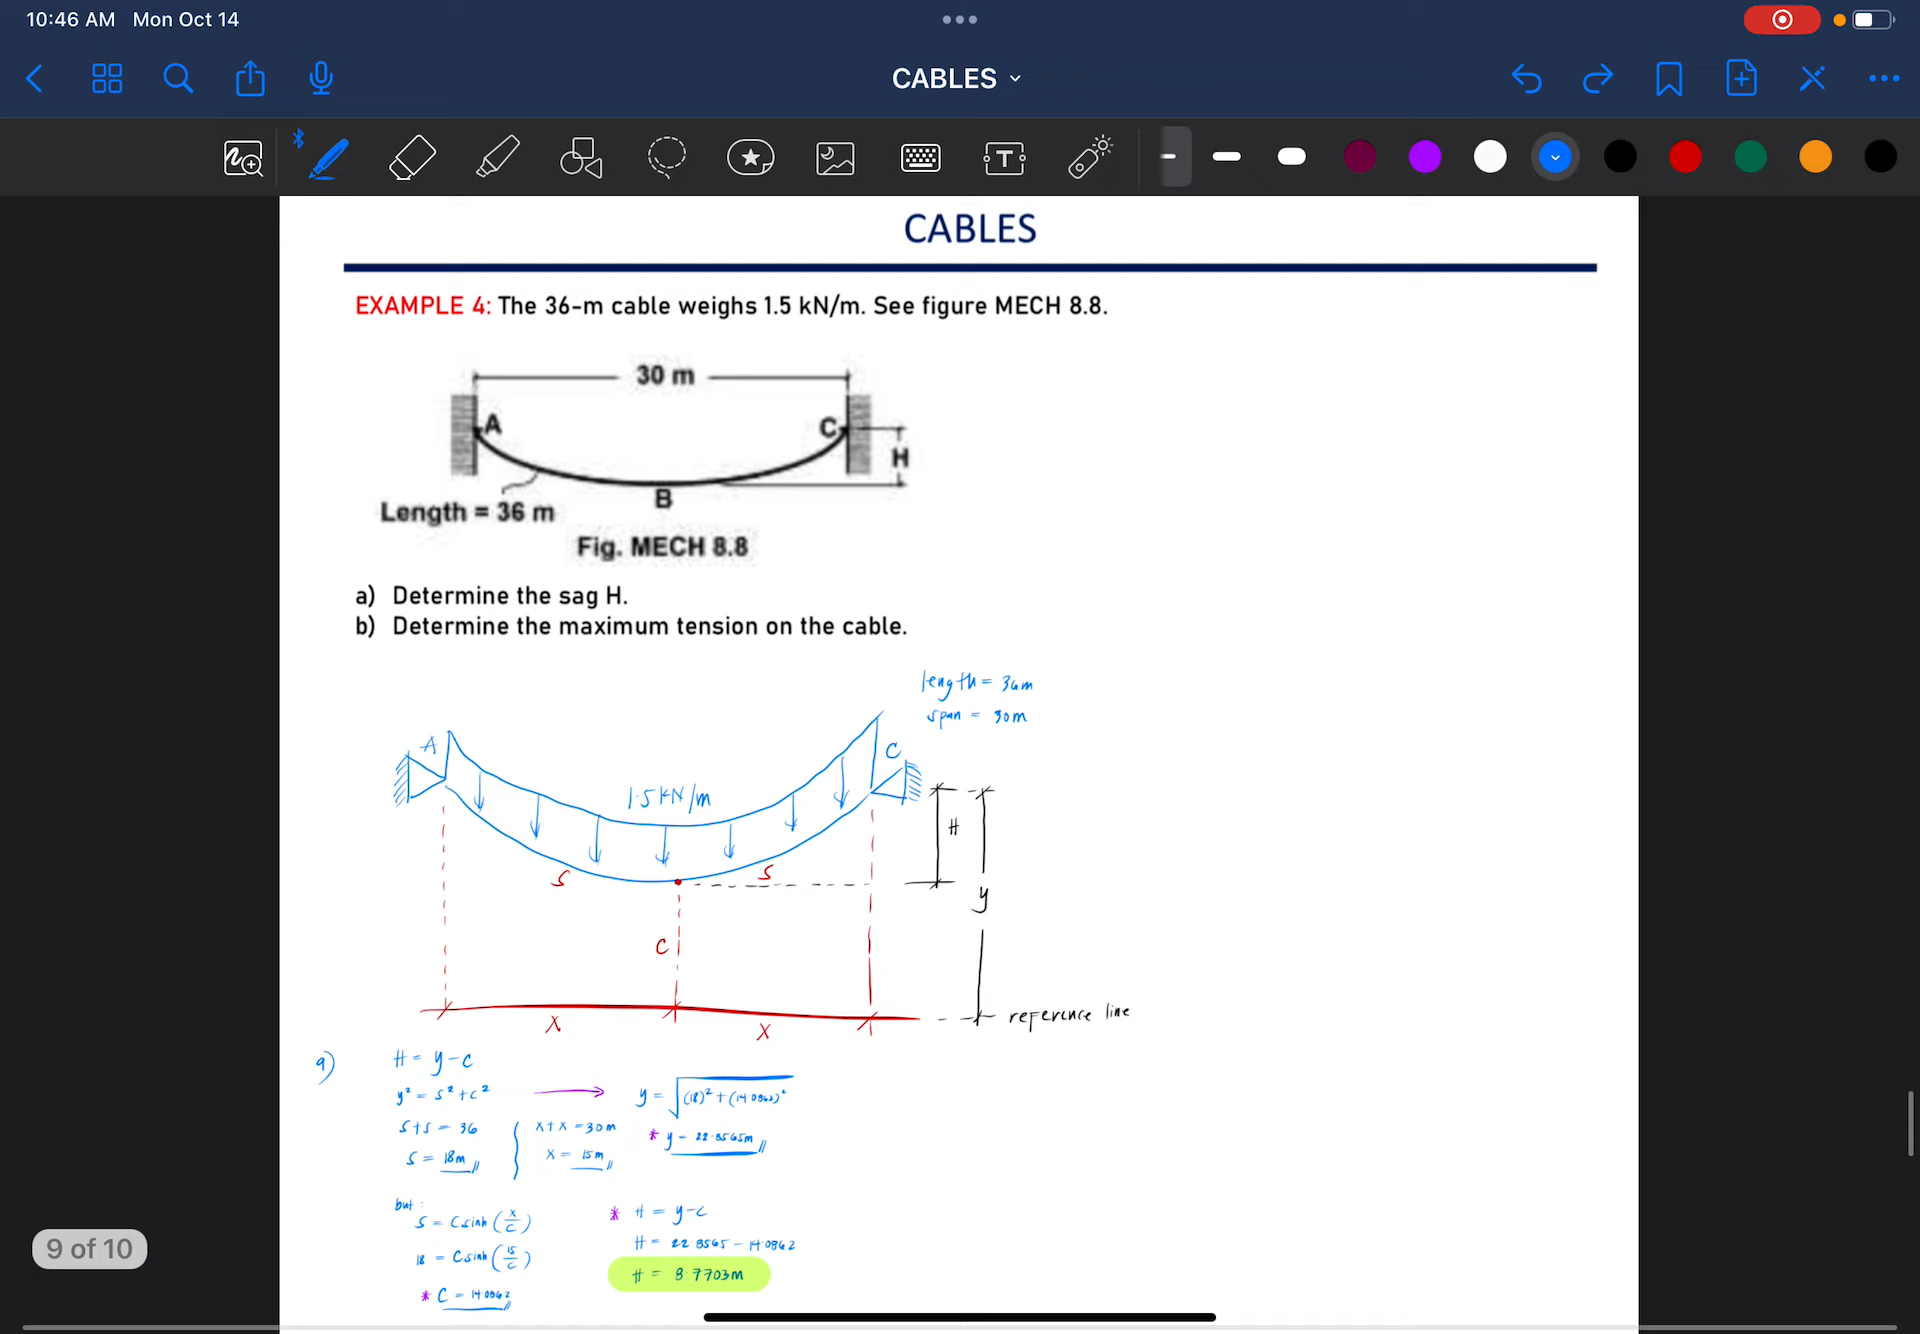 10:46 AM Mon Oct 14
CABLES
CABLES
EXAMPLE 4: The 36-m cable weighs 1.5 kN/m. See figure MECH 8.8.
30 m
A
C
H
B
Length = 36 m
Fig. MECH 8.8
a) Determine the sag H.
b) Determine the maximum tension on the cable.
length = 36m
span = 30m
A
C
1.5 kN/m
H
S
S
y
C
reference line
X
X
a)
H = y-c
y² = s² + c²
y = √(18)² + (14.0862)²
S+S = 36
x+x = 30m
* y = 22.8565m
S = 18m
x = 15m
but :
S = C sinh (x/c)
* H = y-c
18 = C sinh (15/c)
H = 22.8565 - 14.0862
H = 8.7703m
* C = 14.0862
9 of 10